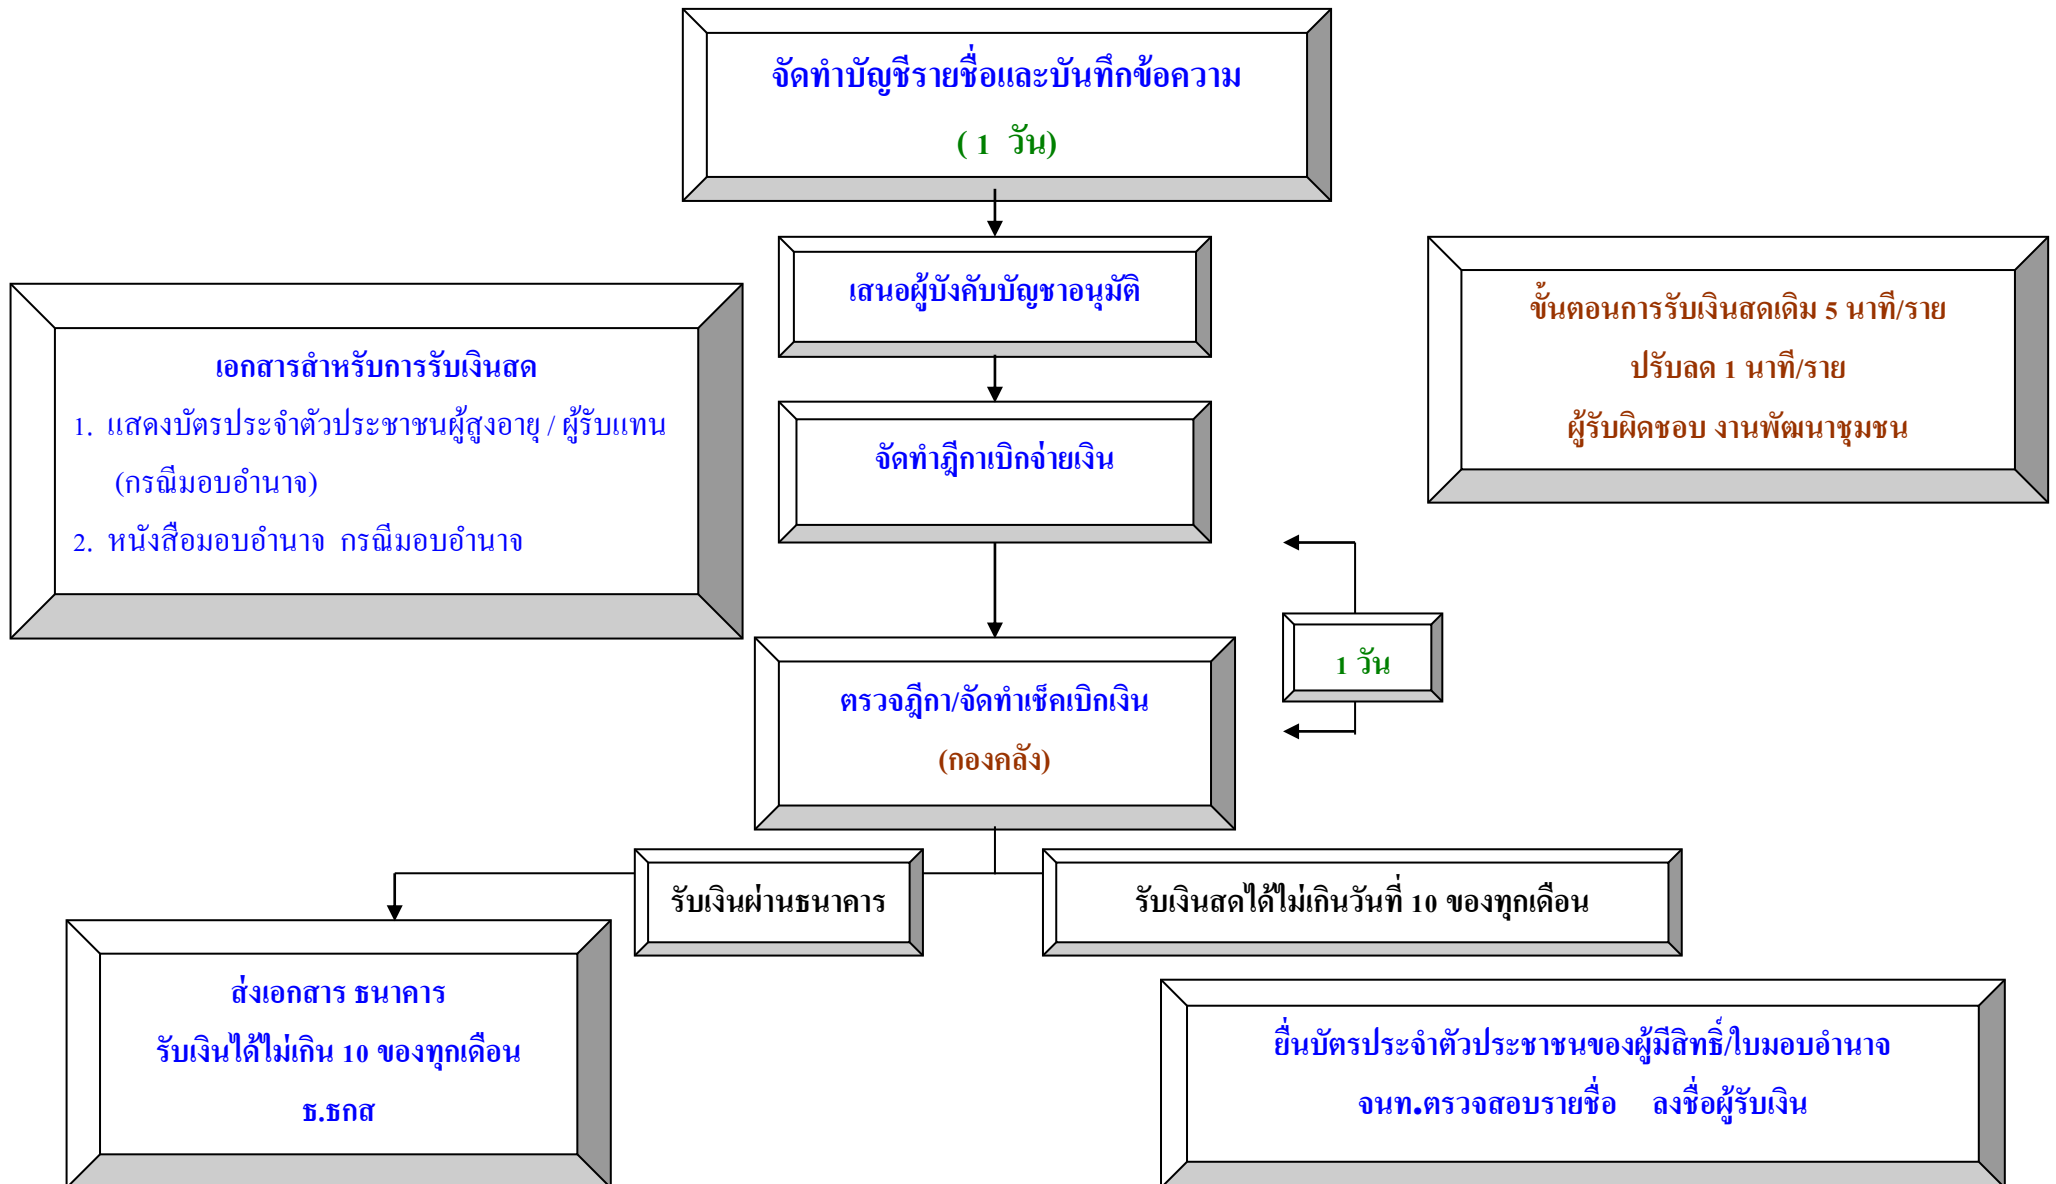 จัดทำบัญชีรายชื่อและบันทึกข้อความ
( 1 วัน)
เสนอผู้บังคับบัญชาอนุมัติ
ขั้นตอนการรับเงินสดเดิม 5 นาที/ราย
ปรับลด 1 นาที/ราย
ผู้รับผิดชอบ งานพัฒนาชุมชน
เอกสารสำหรับการรับเงินสด
1. แสดงบัตรประจำตัวประชาชนผู้สูงอายุ / ผู้รับแทน
(กรณีมอบอำนาจ)
2. หนังสือมอบอำนาจ กรณีมอบอำนาจ
จัดทำฎีกาเบิกจ่ายเงิน
1 วัน
ตรวจฎีกา/จัดทำเช็คเบิกเงิน
(กองคลัง)
รับเงินผ่านธนาคาร
รับเงินสดได้ไม่เกินวันที่ 10 ของทุกเดือน
ส่งเอกสาร ธนาคาร
รับเงินได้ไม่เกิน 10 ของทุกเดือน
ธ.ธกส
ยื่นบัตรประจำตัวประชาชนของผู้มีสิทธิ์/ใบมอบอำนาจ
จนท.ตรวจสอบรายชื่อ ลงชื่อผู้รับเงิน